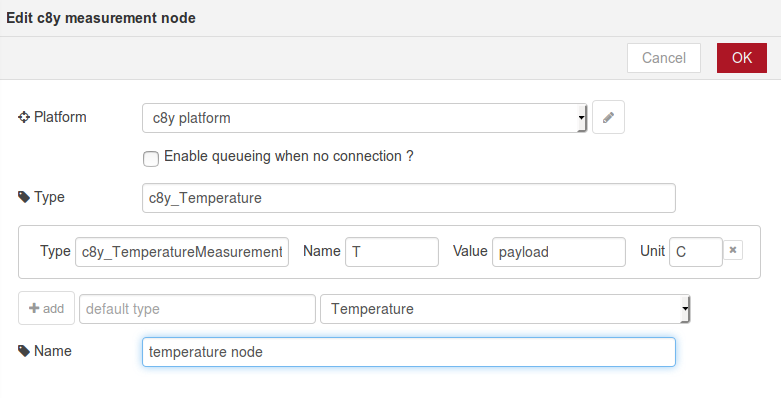 Edit c8y measurement node
Cancel OK
Platform c8y platform
Enable queueing when no connection ?
Type c8y_Temperature
Type c8y_TemperatureMeasurement Name T Value payload Unit C
add default type Temperature
Name temperature node